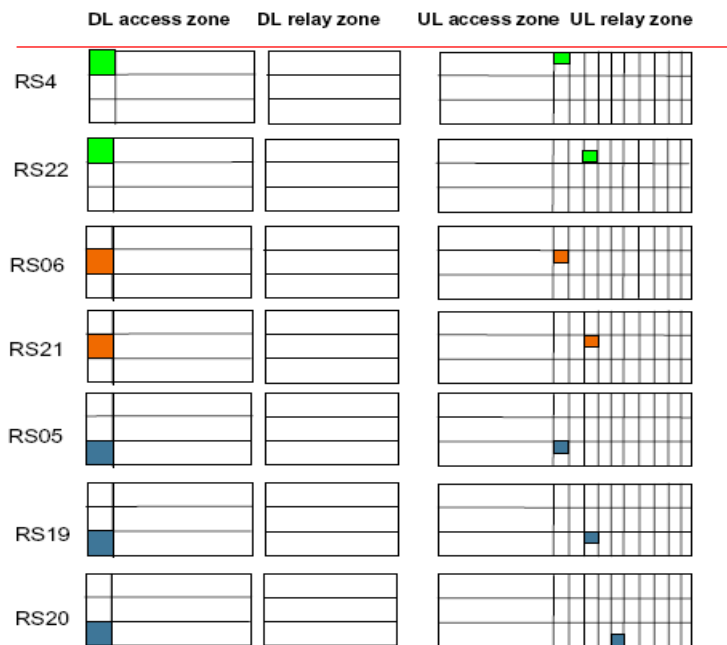 DL access zone DL relay zone UL access zone UL relay zone
RS4
RS22
RS06
RS21
RS05
RS19
RS20